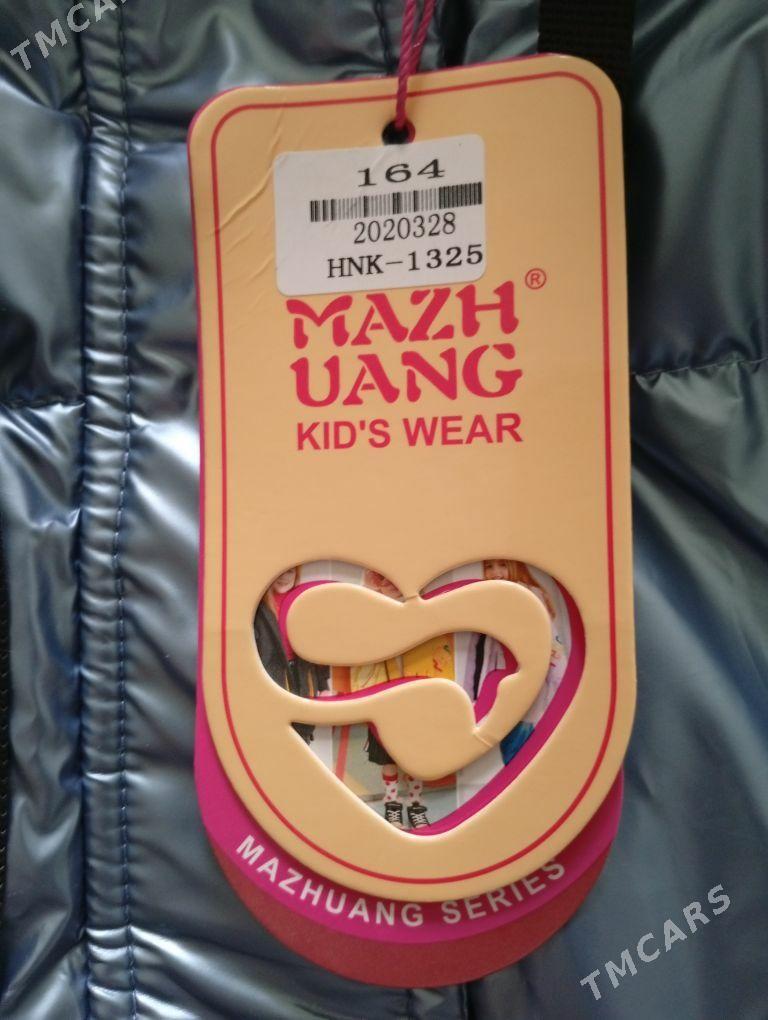 TMCARS
164
2020328
HNK-1325
MAZH®
UANG
KID'S WEAR
MAZHUANG SERIES
TMCARS